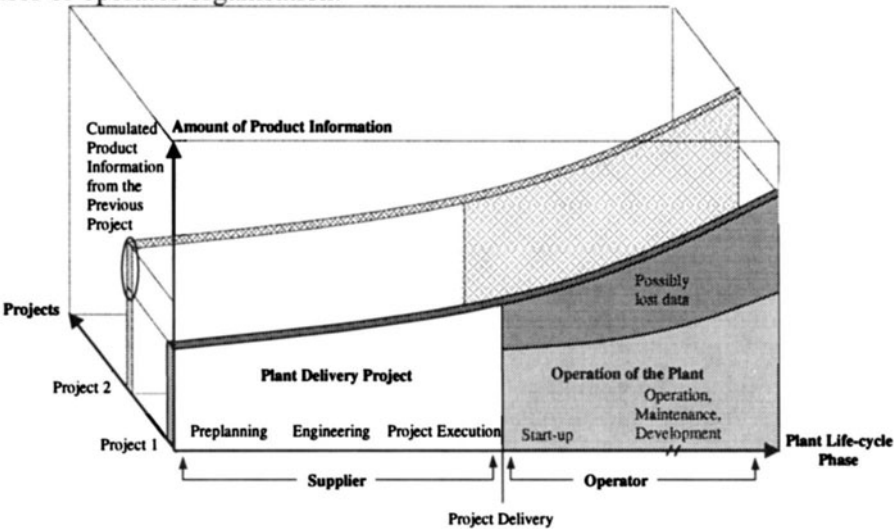 Cumulated
Product
Information
from the
Previous
Project
Amount of Product Information
Possibly
lost data
Projects
Plant Delivery Project
Operation of the Plant
Operation,
Maintenance,
Development
Project 2
Preplanning
Engineering
Project Execution
Start-up
Project 1
Plant Life-cycle
Phase
Supplier
Operator
Project Delivery